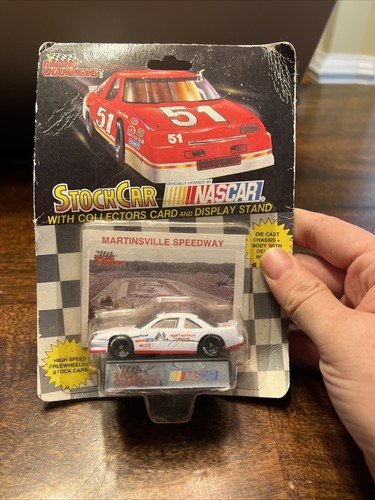 RACING
CHAMPIONS
51
51
51
OFFICIALLY LICENSED BY
STOCK CAR
NASCAR
WITH COLLECTORS CARD AND DISPLAY STAND
MARTINSVILLE SPEEDWAY
DIE CAST
CHASSIS +
BODY WITH
HIGH SPEED
FREEWHEELING
STOCK CARS
NASCAR